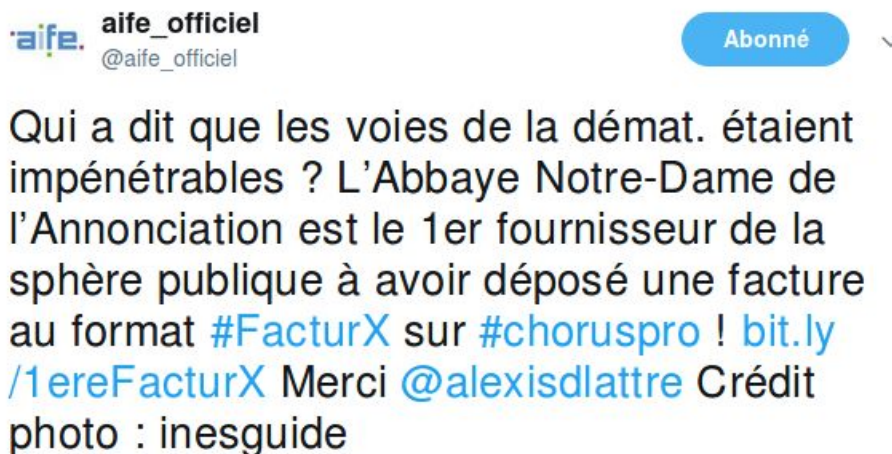 aife.
aife_officiel
@aife_officiel
Abonné
Qui a dit que les voies de la démat. étaient
impénétrables ? L’Abbaye Notre-Dame de
l’Annonciation est le 1er fournisseur de la
sphère publique à avoir déposé une facture
au format #FacturX sur #choruspro ! bit.ly
/1ereFacturX Merci @alexisdlattre Crédit
photo : inesguide